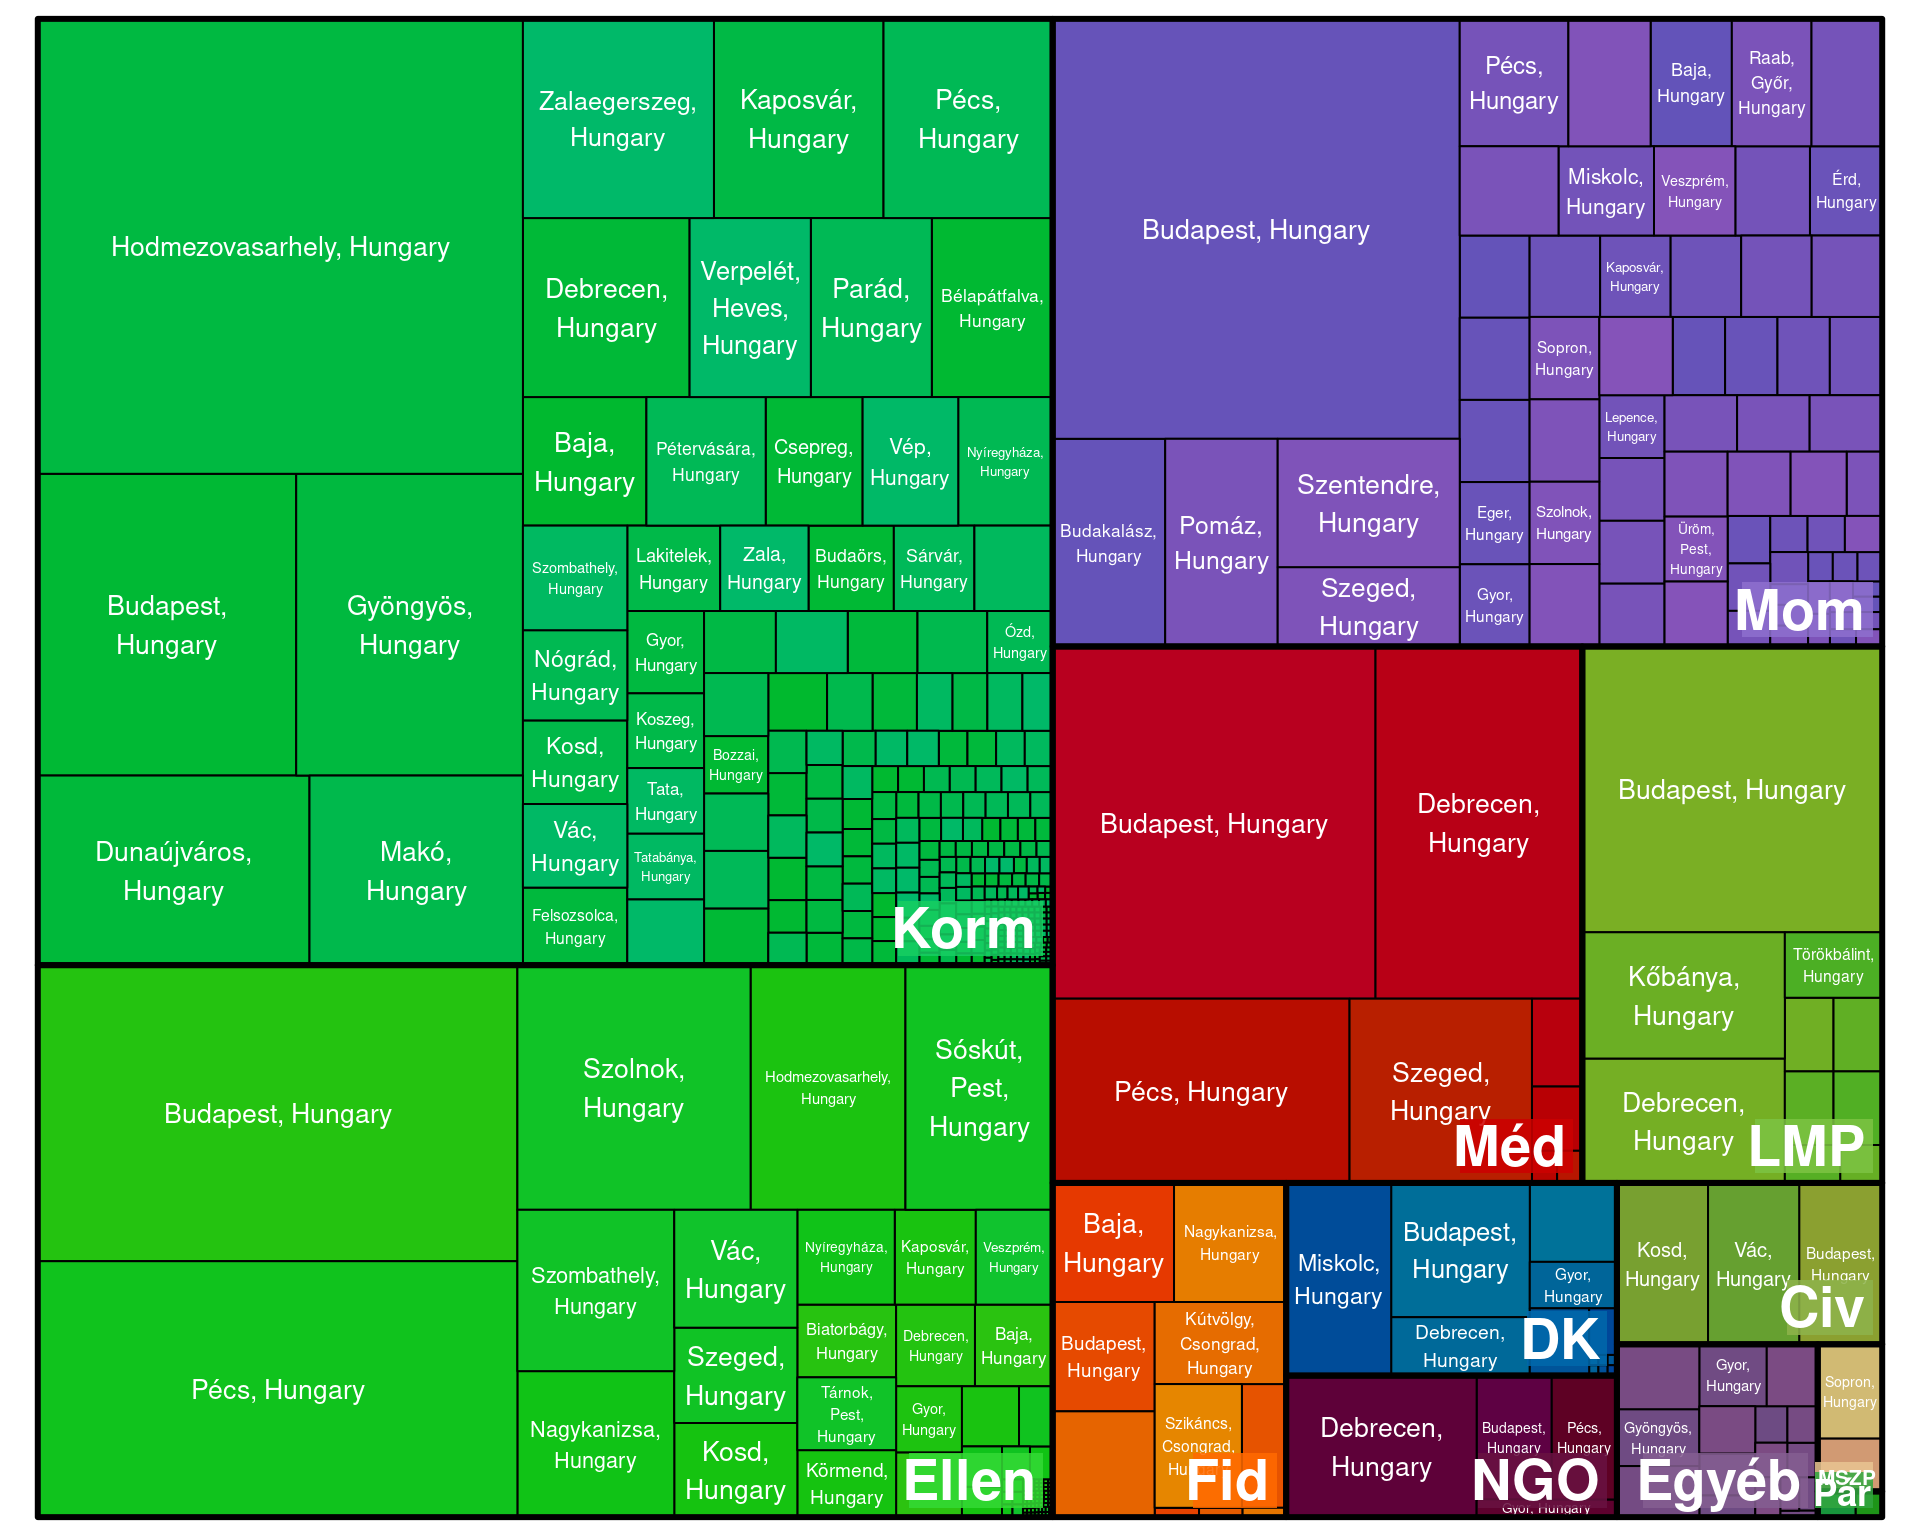 Hodmezovasarhely, Hungary
Budapest,
Hungary
Gyöngyös,
Hungary
Dunaújváros,
Hungary
Makó,
Hungary
Zalaegerszeg,
Hungary
Kaposvár,
Hungary
Pécs,
Hungary
Debrecen,
Hungary
Verpelét,
Heves,
Hungary
Parád,
Hungary
Bélapátfalva,
Hungary
Baja,
Hungary
Pétervására,
Hungary
Csepreg,
Hungary
Vép,
Hungary
Nyíregyháza,
Hungary
Szombathely,
Hungary
Lakitelek,
Hungary
Zala,
Hungary
Budaörs,
Hungary
Sárvár,
Hungary
Nógrád,
Hungary
Gyor,
Hungary
Ózd,
Hungary
Kosd,
Hungary
Koszeg,
Hungary
Bozzai,
Hungary
Vác,
Hungary
Tata,
Hungary
Tatabánya,
Hungary
Felsozsolca,
Hungary
Korm
Budapest, Hungary
Pécs, Hungary
Szolnok,
Hungary
Hodmezovasarhely,
Hungary
Sóskút,
Pest,
Hungary
Szombathely,
Hungary
Nagykanizsa,
Hungary
Vác,
Hungary
Szeged,
Hungary
Kosd,
Hungary
Nyíregyháza,
Hungary
Kaposvár,
Hungary
Veszprém,
Hungary
Biatorbágy,
Hungary
Debrecen,
Hungary
Baja,
Hungary
Tárnok,
Pest,
Hungary
Gyor,
Hungary
Körmend,
Hungary
Ellen
Budapest, Hungary
Budakalász,
Hungary
Pomáz,
Hungary
Szentendre,
Hungary
Szeged,
Hungary
Pécs,
Hungary
Baja,
Hungary
Raab,
Győr,
Hungary
Miskolc,
Hungary
Veszprém,
Hungary
Érd,
Hungary
Kaposvár,
Hungary
Sopron,
Hungary
Lepence,
Hungary
Eger,
Hungary
Szolnok,
Hungary
Üröm,
Pest,
Hungary
Gyor,
Hungary
Mom
Budapest, Hungary
Debrecen,
Hungary
Pécs, Hungary
Szeged,
Hungary
Méd
Budapest, Hungary
Kőbánya,
Hungary
Debrecen,
Hungary
Törökbálint,
Hungary
LMP
Baja,
Hungary
Nagykanizsa,
Hungary
Budapest,
Hungary
Kútvölgy,
Csongrad,
Hungary
Szikáncs,
Csongrad,
Fid
Miskolc,
Hungary
Budapest,
Hungary
Gyor,
Hungary
Debrecen,
Hungary
DK
Debrecen,
Hungary
Budapest,
Hungary
Pécs,
Hungary
Gyor, Hungary
NGO
Kosd,
Hungary
Vác,
Hungary
Budapest,
Hungary
Civ
Gyor,
Hungary
Gyöngyös,
Hungary
Egyéb
Sopron,
Hungary
MSZP
Par